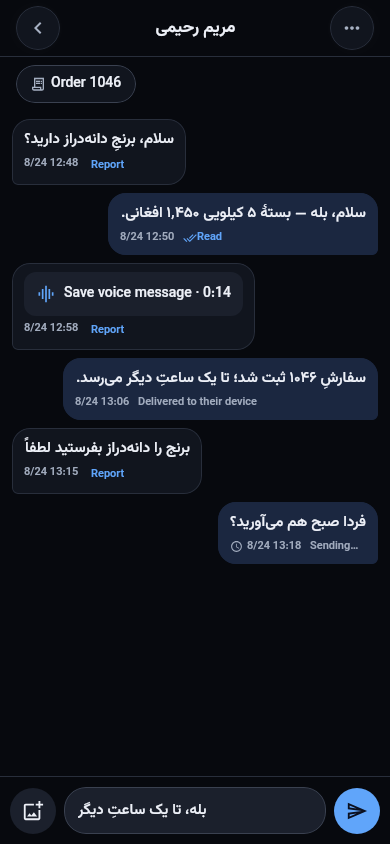 مریم رحیمی
Order 1046
سلام، برنجِ دانه‌دراز دارید؟
8/24 12:48 Report
سلام، بله — بستهٔ ۵ کیلویی ۱,۴۵۰ افغانی.
8/24 12:50 Read
Save voice message · 0:14
8/24 12:58 Report
سفارشِ ۱۰۴۶ ثبت شد؛ تا یک ساعتِ دیگر می‌رسد.
8/24 13:06 Delivered to their device
برنج را دانه‌دراز بفرستید لطفاً
8/24 13:15 Report
فردا صبح هم می‌آورید؟
8/24 13:18 Sending…
بله، تا یک ساعتِ دیگر